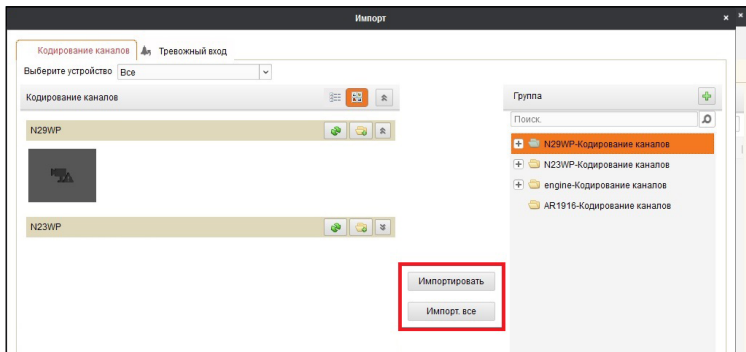 Импорт
Кодирование каналов
Тревожный вход
Выберите устройство Все
Кодирование каналов
N29WP
N23WP
Импортировать
Импорт. все
Группа
Поиск.
N29WP-Кодирование каналов
N23WP-Кодирование каналов
engine-Кодирование каналов
AR1916-Кодирование каналов